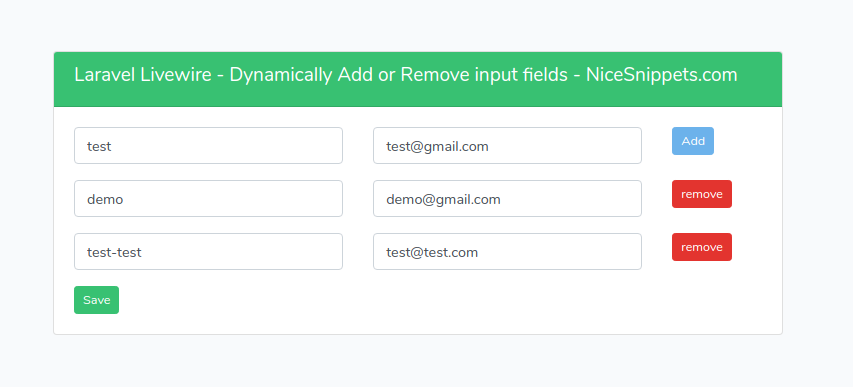 Laravel Livewire - Dynamically Add or Remove input fields - NiceSnippets.com
test test@gmail.com Add
demo demo@gmail.com remove
test-test test@test.com remove
Save